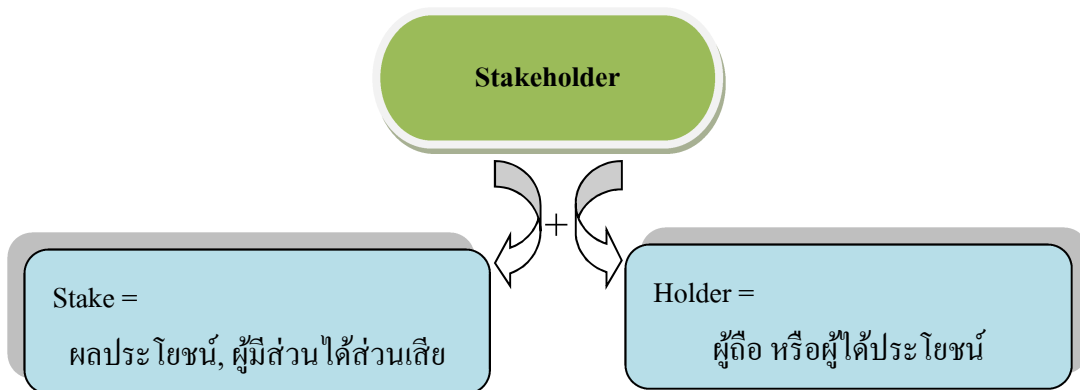 Stakeholder
+
Stake =
ผลประโยชน์, ผู้มีส่วนได้ส่วนเสีย
Holder =
ผู้ถือ หรือผู้ได้ประโยชน์